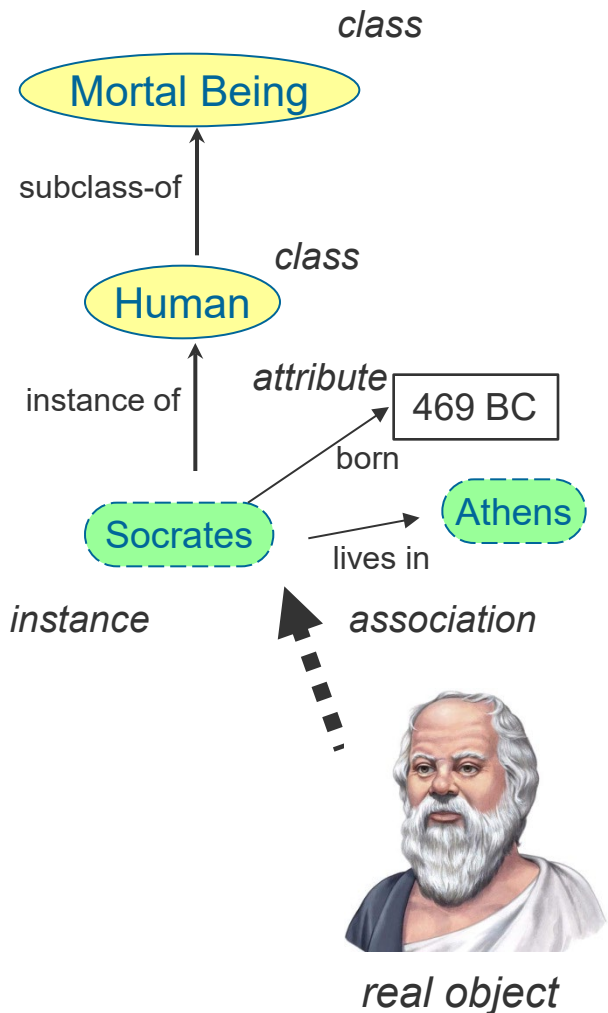 class
Mortal Being
subclass-of
class
Human
attribute
instance of
469 BC
born
Socrates
Athens
lives in
instance
association
real object